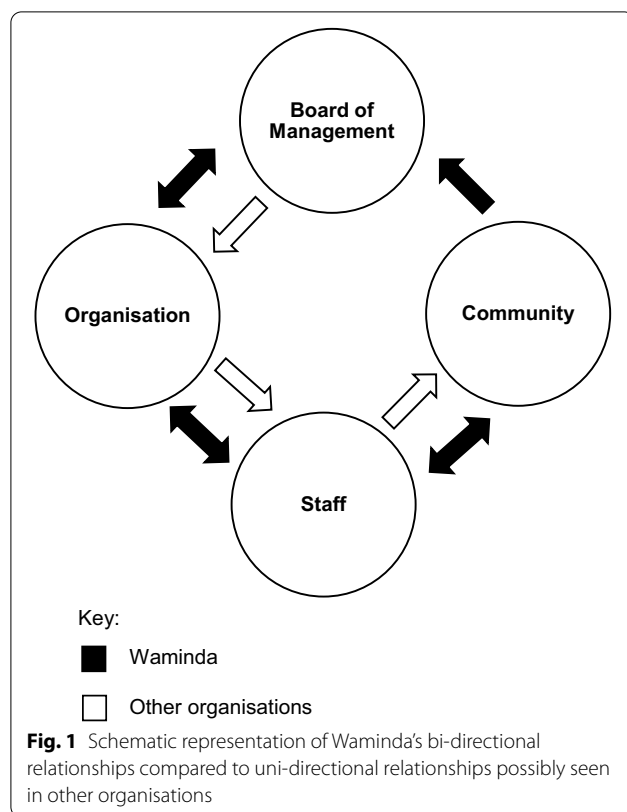 Board of
Management
Organisation
Community
Staff
Key:
Waminda
Other organisations
Fig. 1 Schematic representation of Waminda’s bi-directional
relationships compared to uni-directional relationships possibly seen
in other organisations